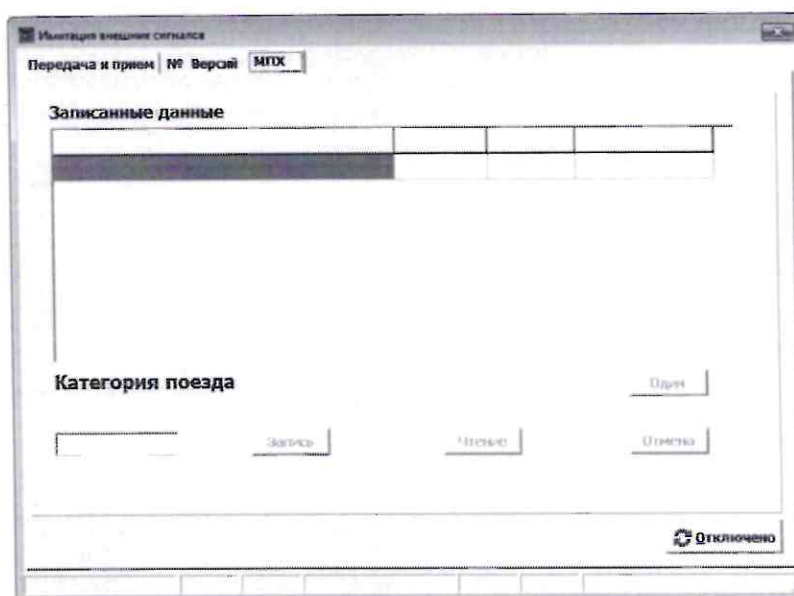 Имитация внешних сигналов
Передача и прием № Версий МПХ
Записанные данные
Категория поезда
Один
Запись Чтение Отмена
Отключено